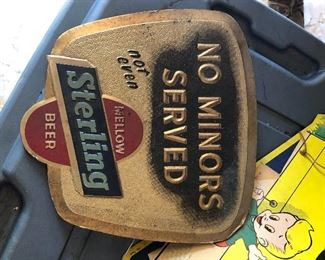 NO MINORS
SERVED
not
even
MELLOW
Sterling
BEER